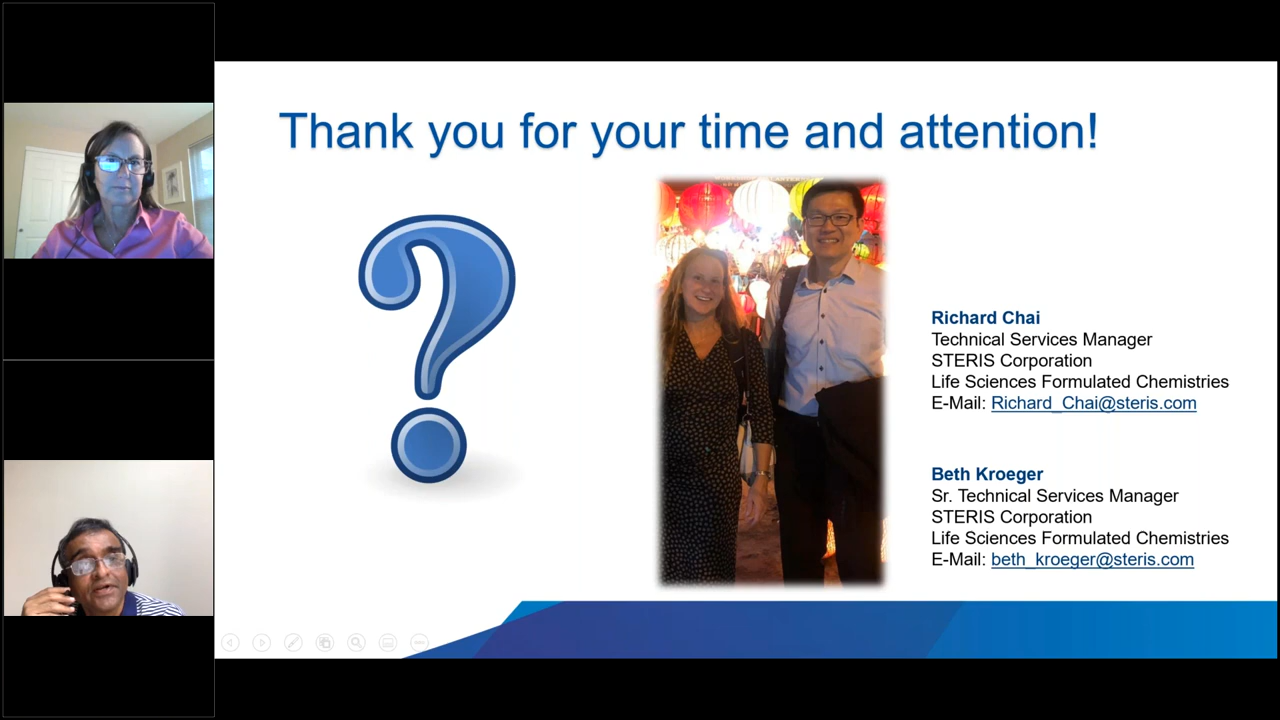 Thank you for your time and attention!
Richard Chai
Technical Services Manager
STERIS Corporation
Life Sciences Formulated Chemistries
E-Mail: Richard_Chai@steris.com
Beth Kroeger
Sr. Technical Services Manager
STERIS Corporation
Life Sciences Formulated Chemistries
E-Mail: beth_kroeger@steris.com